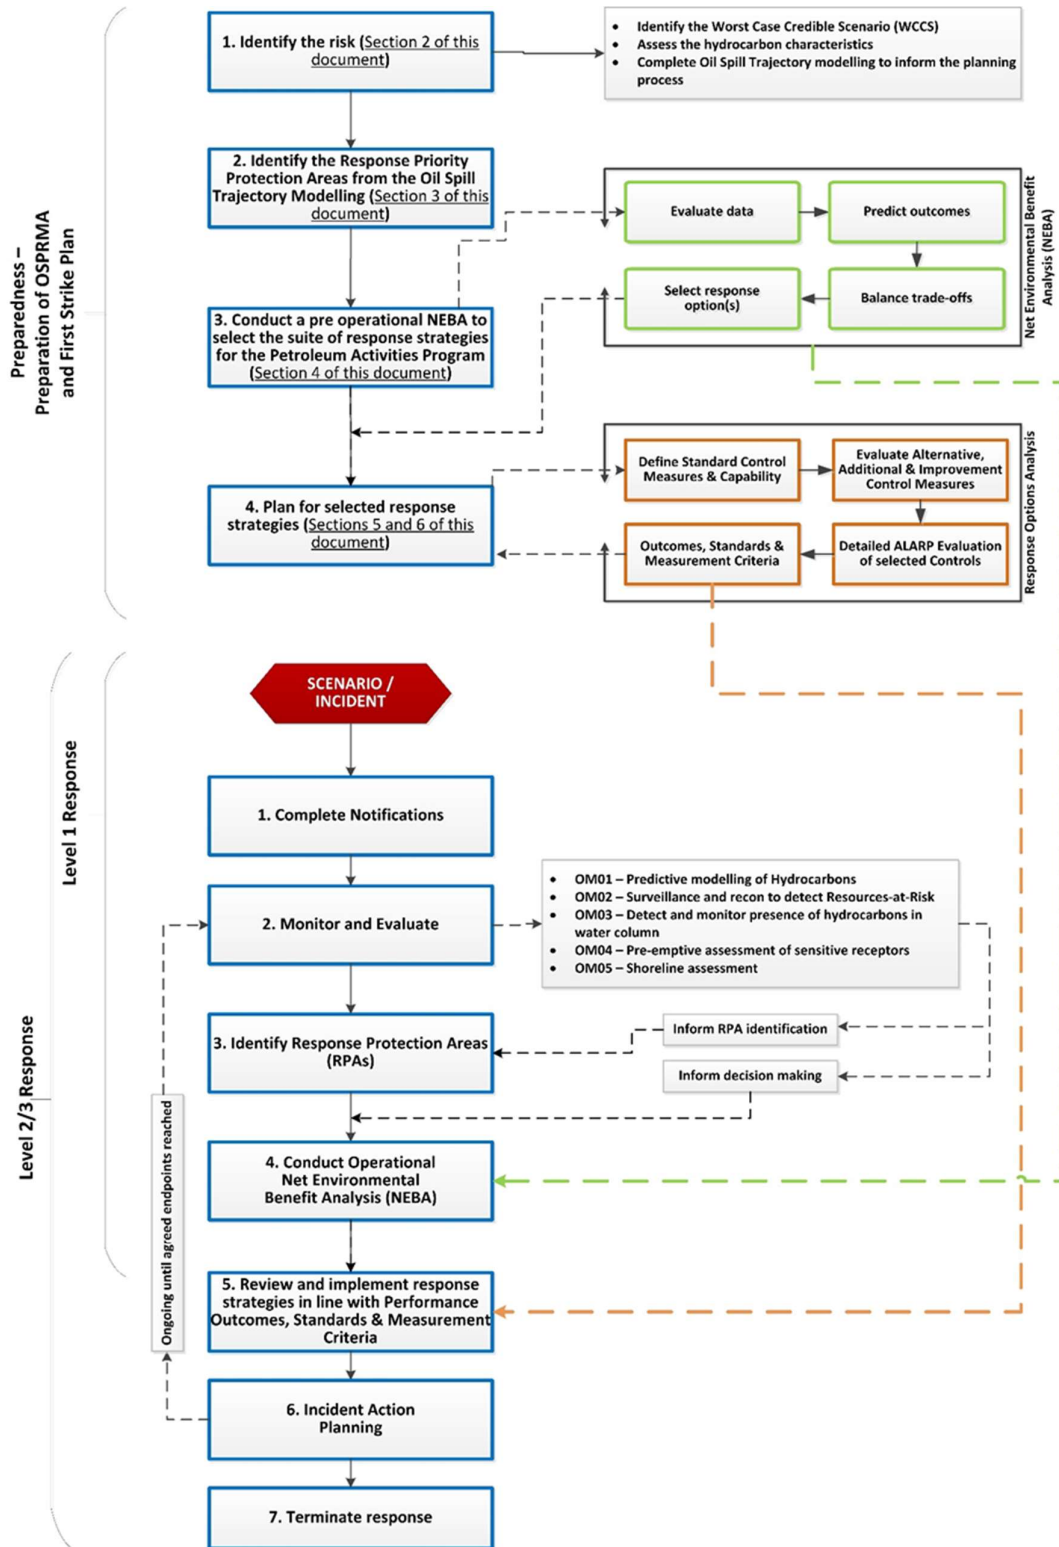 Preparedness –
Preparation of OSPRMA
and First Strike Plan
1. Identify the risk (Section 2 of this
document)
• Identify the Worst Case Credible Scenario (WCCS)
• Assess the hydrocarbon characteristics
• Complete Oil Spill Trajectory modelling to inform the planning
process
2. Identify the Response Priority
Protection Areas from the Oil Spill
Trajectory Modelling (Section 3 of this
document)
Evaluate data
Predict outcomes
Select response
option(s)
Balance trade-offs
Net Environmental Benefit
Analysis (NEBA)
3. Conduct a pre operational NEBA to
select the suite of response strategies
for the Petroleum Activities Program
(Section 4 of this document)
4. Plan for selected response
strategies (Sections 5 and 6 of this
document)
Define Standard Control
Measures & Capability
Evaluate Alternative,
Additional & Improvement
Control Measures
Outcomes, Standards &
Measurement Criteria
Detailed ALARP Evaluation
of selected Controls
Response Options Analysis
Level 2/3 Response
Level 1 Response
SCENARIO /
INCIDENT
1. Complete Notifications
2. Monitor and Evaluate
• OM01 – Predictive modelling of Hydrocarbons
• OM02 – Surveillance and recon to detect Resources-at-Risk
• OM03 – Detect and monitor presence of hydrocarbons in
water column
• OM04 – Pre-emptive assessment of sensitive receptors
• OM05 – Shoreline assessment
3. Identify Response Protection Areas
(RPAs)
Inform RPA identification
Inform decision making
4. Conduct Operational
Net Environmental
Benefit Analysis (NEBA)
Ongoing until agreed endpoints reached
5. Review and implement response
strategies in line with Performance
Outcomes, Standards & Measurement
Criteria
6. Incident Action
Planning
7. Terminate response